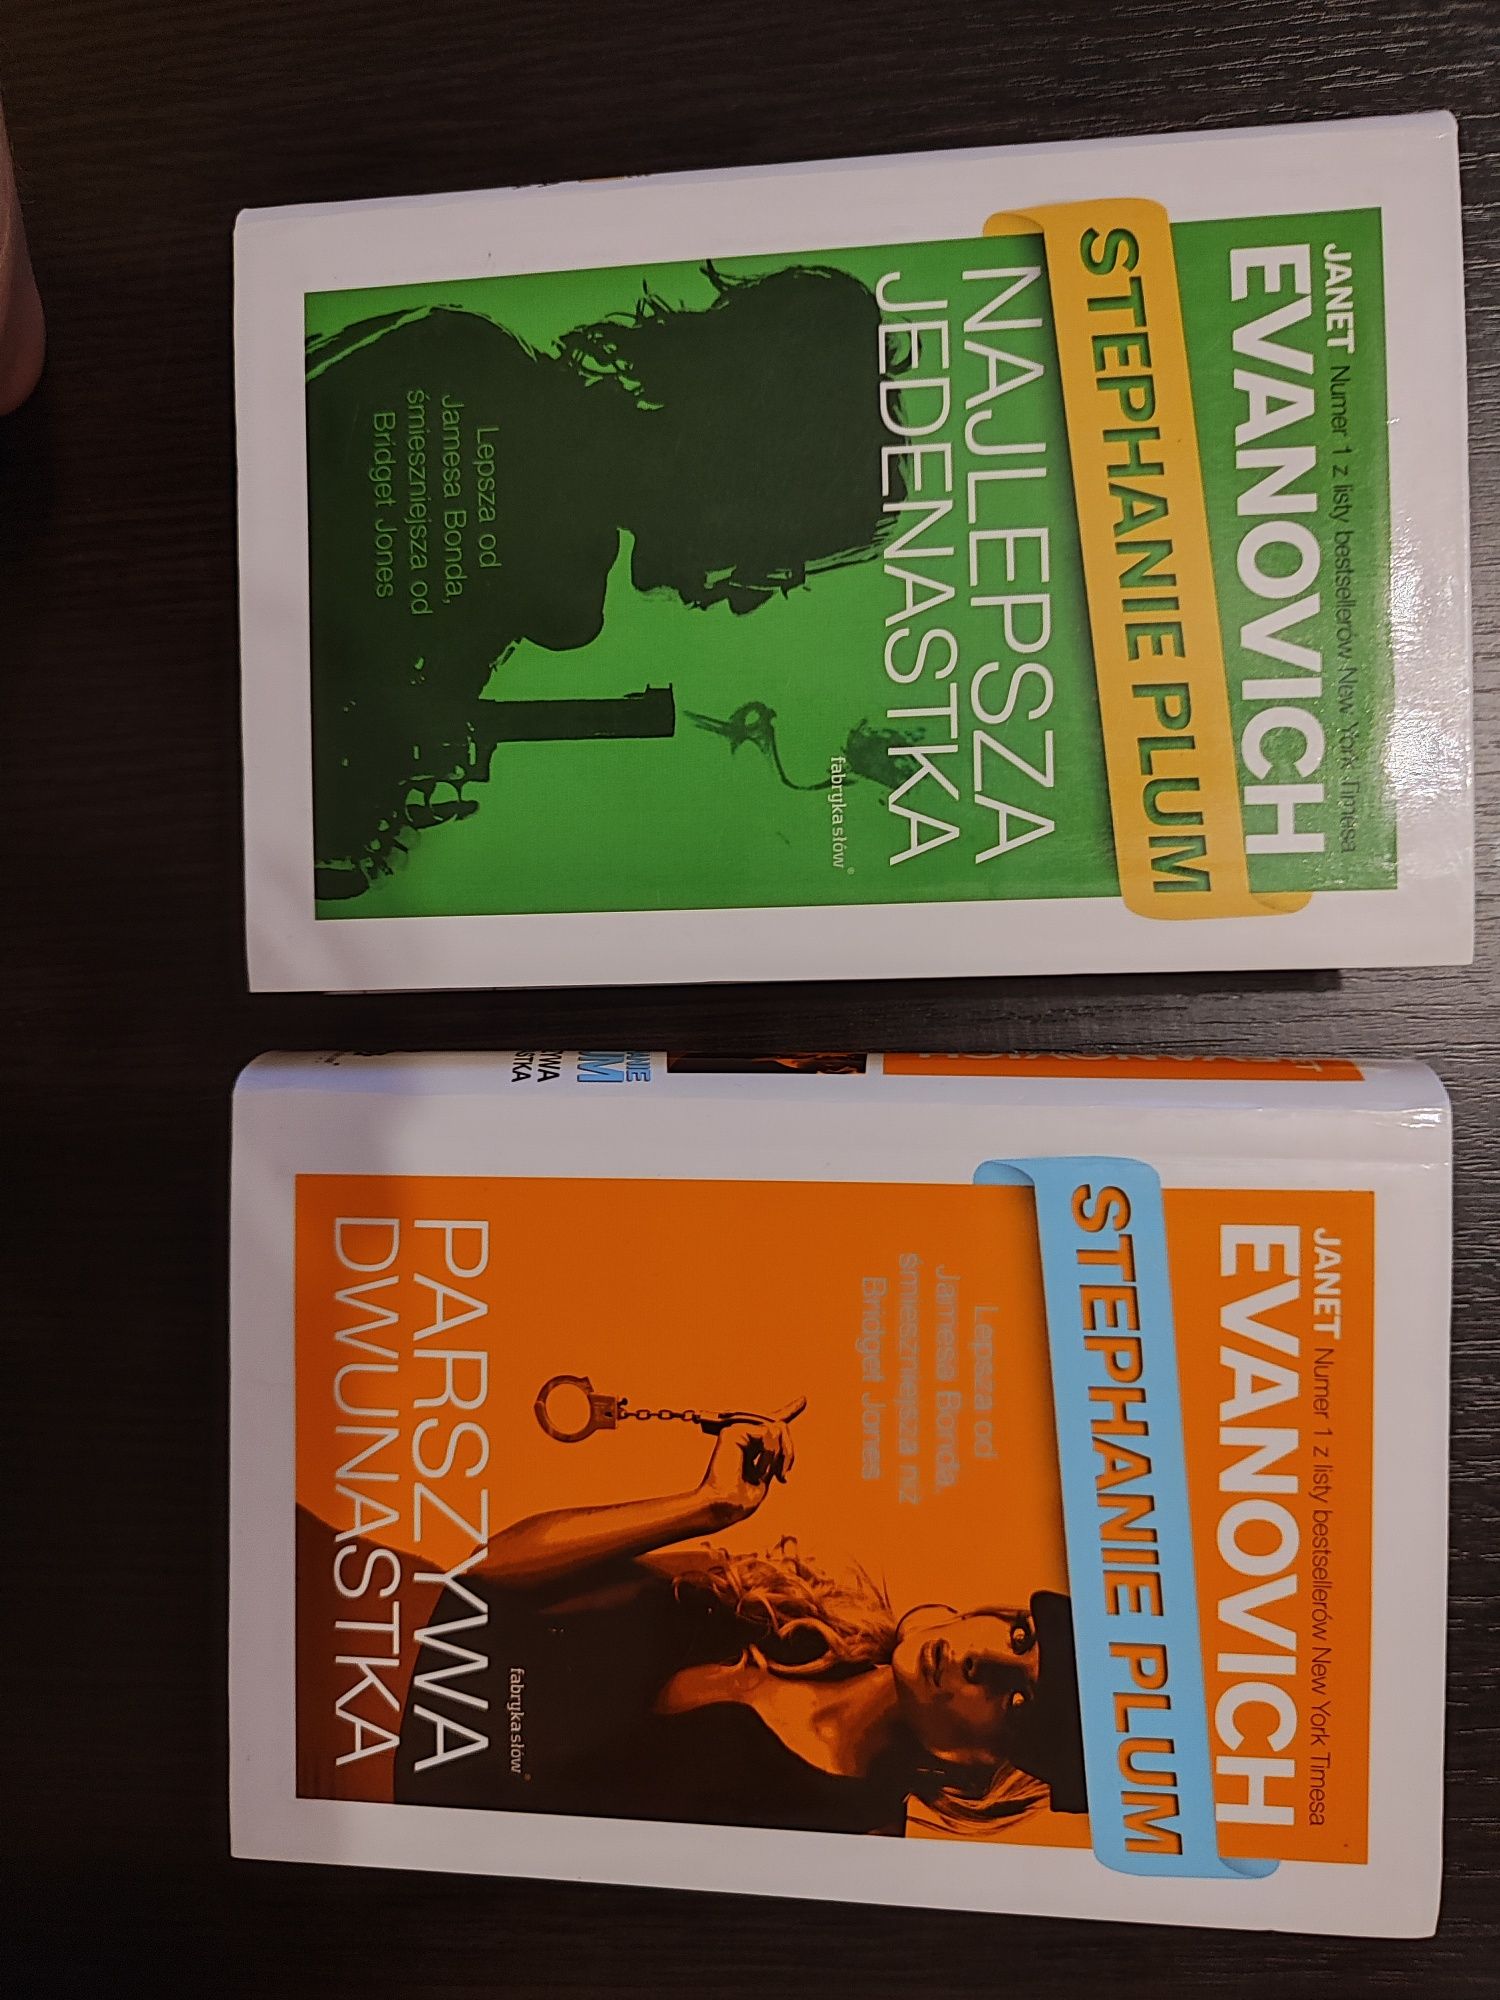 JANET Numer 1 z listy bestsellerów New York Timesa
EVANOVICH
STEPHANIE PLUM
NAJLEPSZA
JEDENASTKA
fabryka słów
Lepsza od
Jamesa Bonda,
śmieszniejsza od
Bridget Jones
JANET Numer 1 z listy bestsellerów New York Timesa
EVANOVICH
STEPHANIE PLUM
Lepsza od
Jamesa Bonda,
śmieszniejsza niż
Bridget Jones
fabryka słów
PARSZYWA
DWUNASTKA